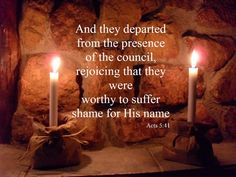 And they departed
from the presence
of the council,
rejoicing that they
were
worthy to suffer
shame for His name
Acts 5:41